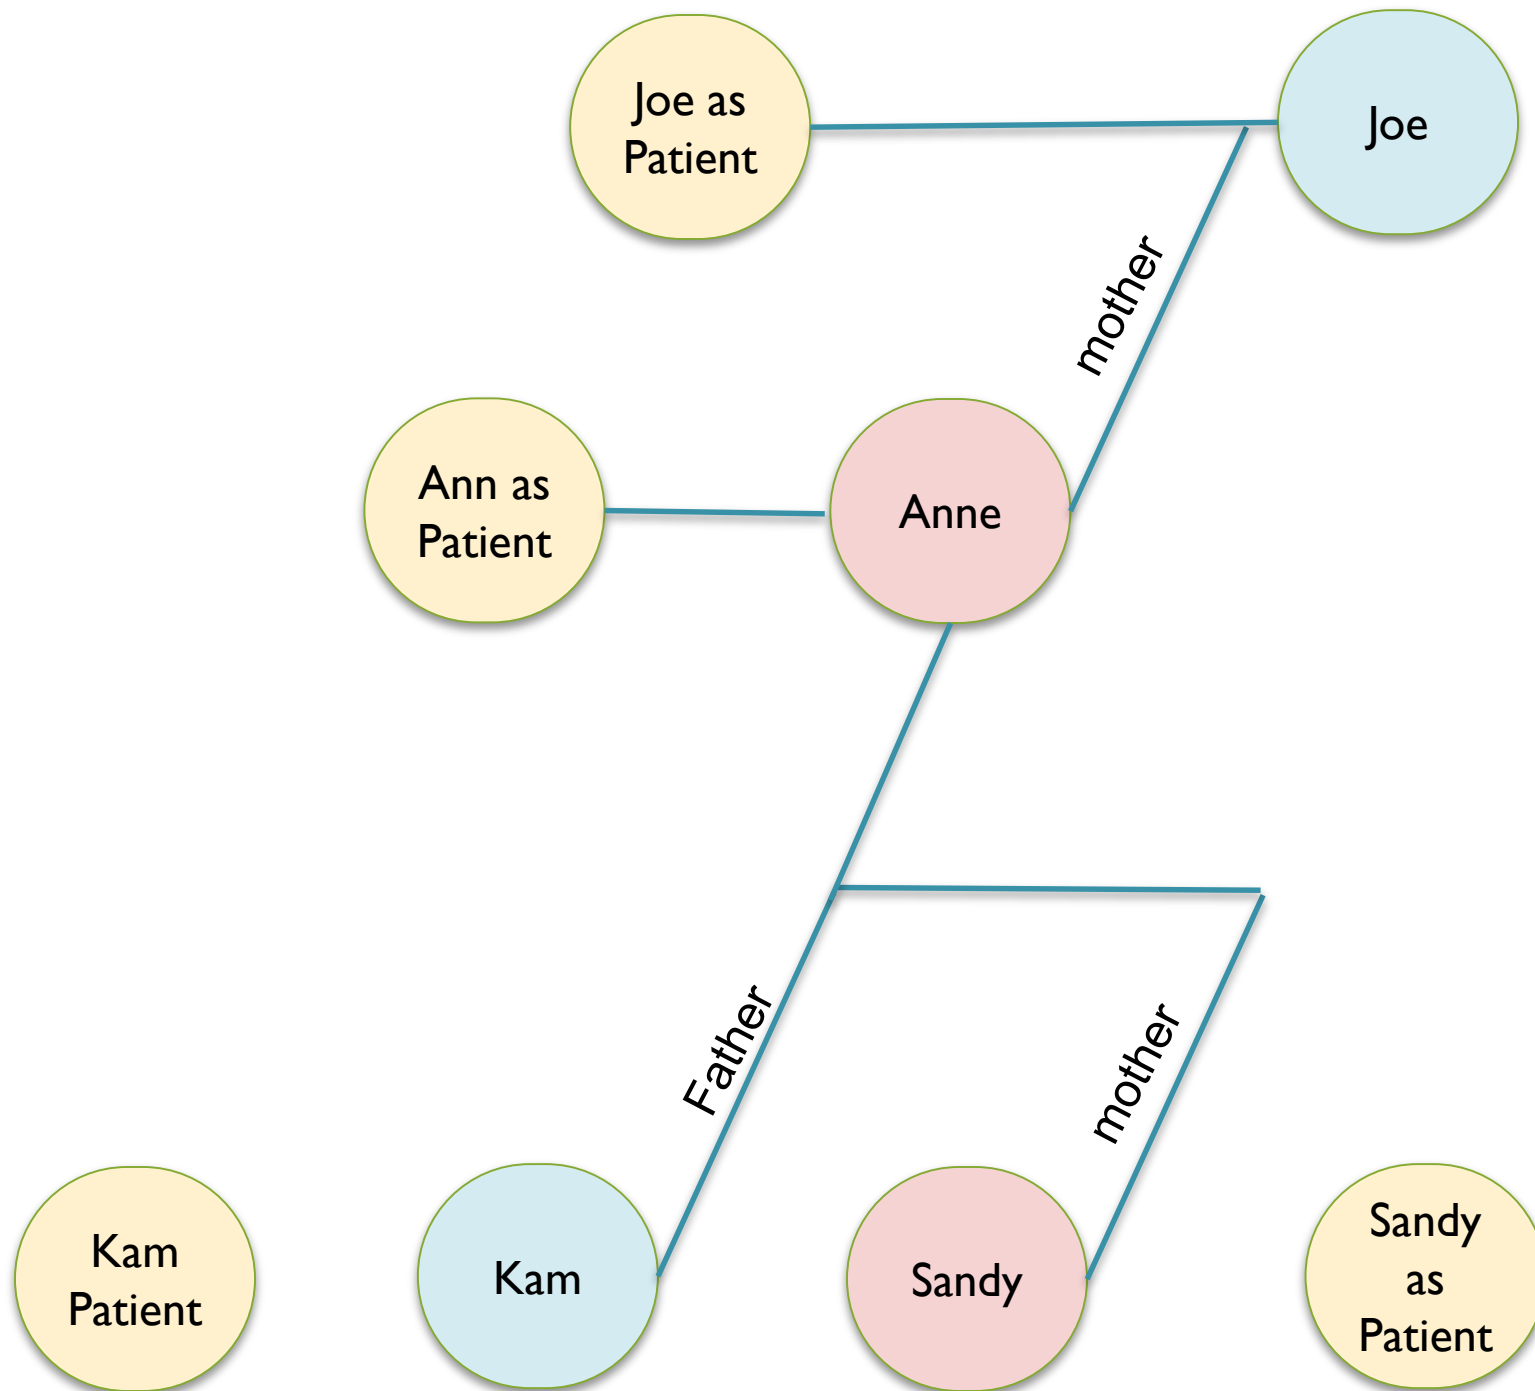 Joe as
Patient
Joe
mother
Ann as
Patient
Anne
Father
mother
Kam
Patient
Kam
Sandy
Sandy
as
Patient